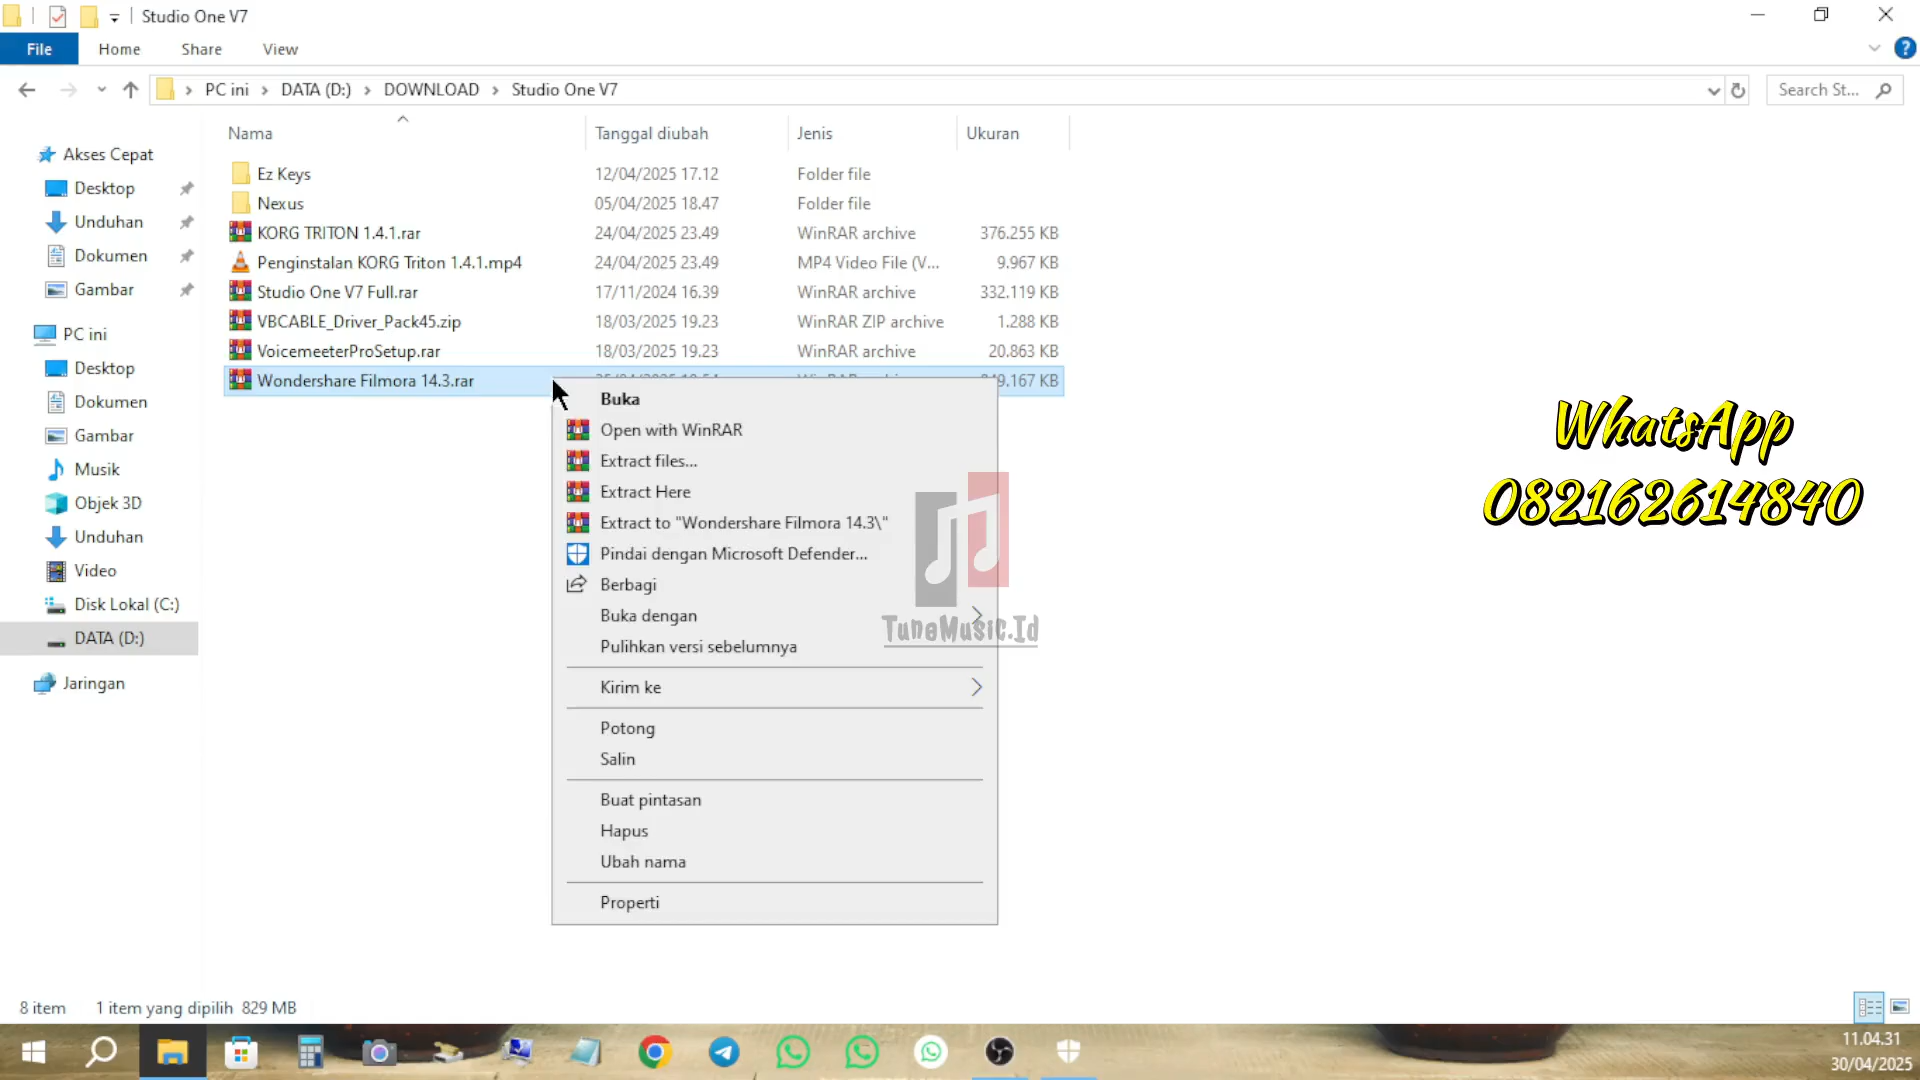 Studio One V7
File Home Share View
PC ini DATA (D:) DOWNLOAD Studio One V7
Search St...
Nama Tanggal diubah Jenis Ukuran
Akses Cepat
Desktop
Unduhan
Dokumen
Gambar
PC ini
Desktop
Dokumen
Gambar
Musik
Objek 3D
Unduhan
Video
Disk Lokal (C:)
DATA (D:)
Jaringan
Ez Keys 12/04/2025 17.12 Folder file
Nexus 05/04/2025 18.47 Folder file
KORG TRITON 1.4.1.rar 24/04/2025 23.49 WinRAR archive 376.255 KB
Penginstalan KORG Triton 1.4.1.mp4 24/04/2025 23.49 MP4 Video File (V... 9.967 KB
Studio One V7 Full.rar 17/11/2024 16.39 WinRAR archive 332.119 KB
VBCABLE_Driver_Pack45.zip 18/03/2025 19.23 WinRAR ZIP archive 1.288 KB
VoicemeeterProSetup.rar 18/03/2025 19.23 WinRAR archive 20.863 KB
Wondershare Filmora 14.3.rar KB
Buka
Open with WinRAR
Extract files...
Extract Here
Extract to "Wondershare Filmora 14.3\"
Pindai dengan Microsoft Defender...
Berbagi
Buka dengan
Pulihkan versi sebelumnya
Kirim ke
Potong
Salin
Buat pintasan
Hapus
Ubah nama
Properti
TuneMusic.Id
WhatsApp
082162614840
8 item 1 item yang dipilih 829 MB
11.04.31
30/04/2025